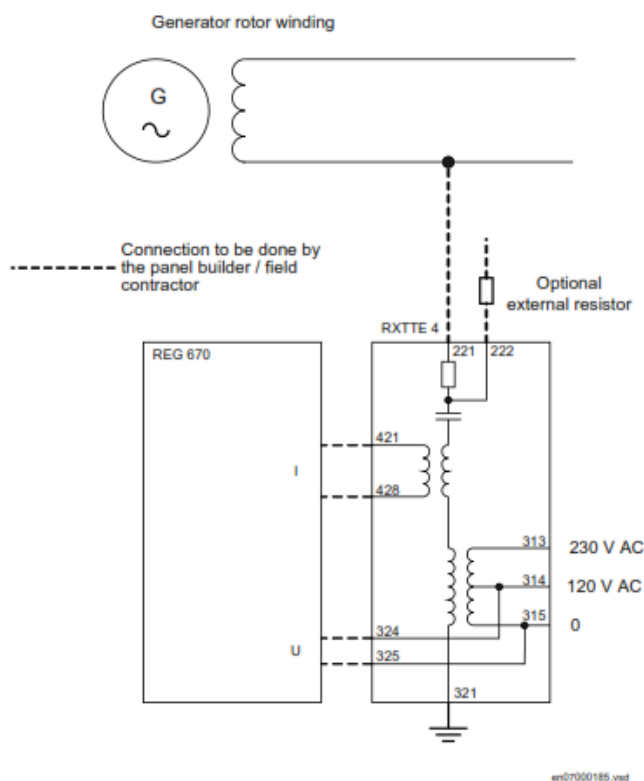 Generator rotor winding
G
Connection to be done by
the panel builder / field
contractor
Optional
external resistor
RXTTE 4
REG 670
221
222
421
I
428
313
230 V AC
314
120 V AC
315
0
324
U
325
321
en07000185.vsd